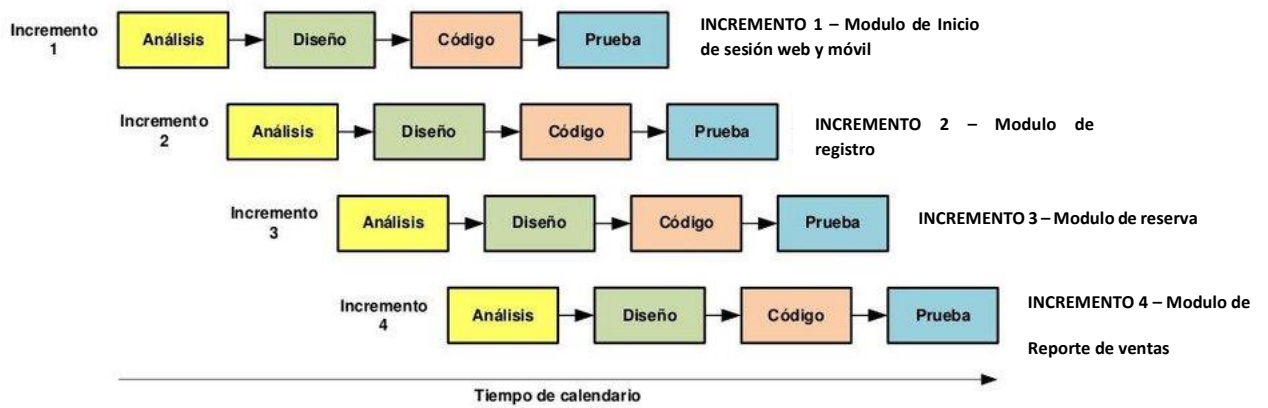 Incremento
1
Análisis
Diseño
Código
Prueba
INCREMENTO 1 – Modulo de Inicio
de sesión web y móvil
Incremento
2
Análisis
Diseño
Código
Prueba
INCREMENTO 2 – Modulo de
registro
Incremento
3
Análisis
Diseño
Código
Prueba
INCREMENTO 3 – Modulo de reserva
Incremento
4
Análisis
Diseño
Código
Prueba
INCREMENTO 4 – Modulo de
Reporte de ventas
Tiempo de calendario